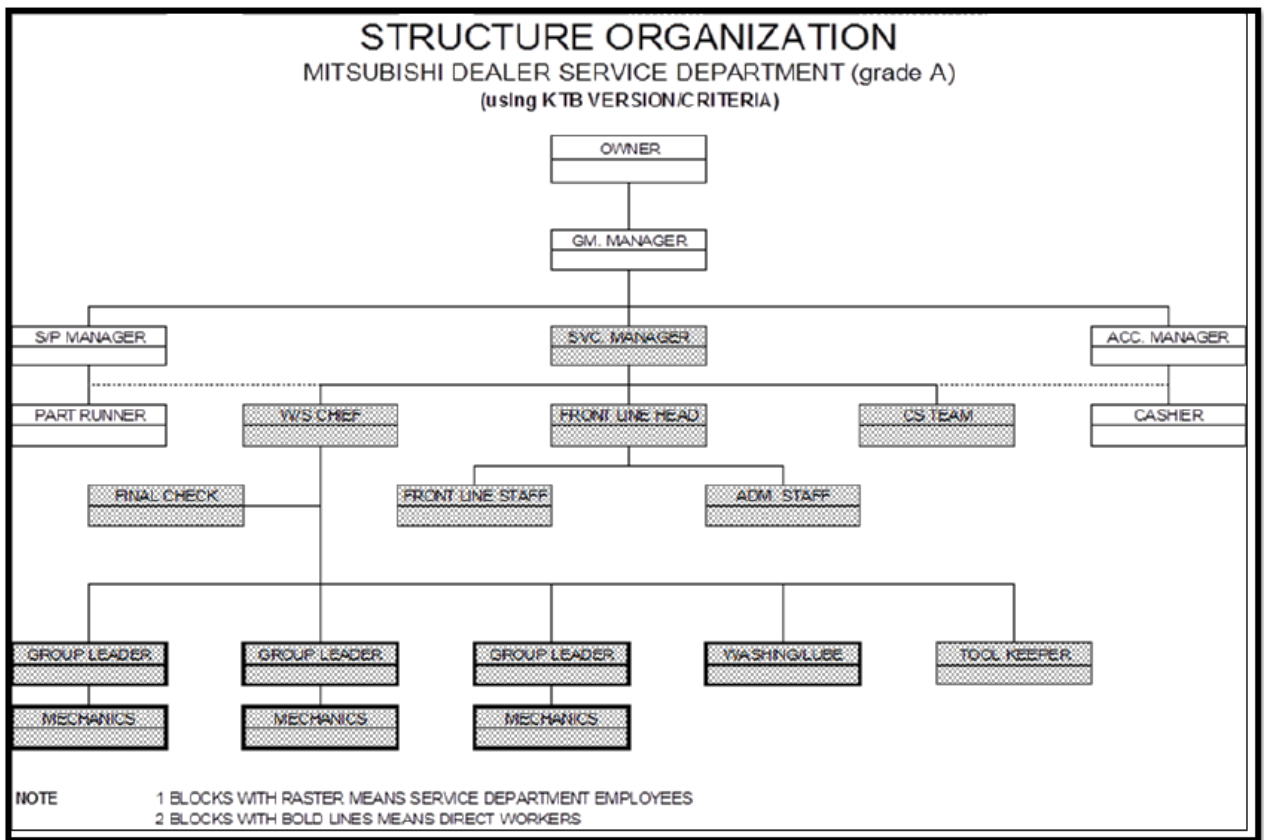 STRUCTURE ORGANIZATION
MITSUBISHI DEALER SERVICE DEPARTMENT (grade A)
(using KTB VERSION/CRITERIA)
OWNER
GM. MANAGER
S/P MANAGER
SVC. MANAGER
ACC. MANAGER
PART RUNNER
W/S CHIEF
FRONT LINE HEAD
CS TEAM
CASHER
FINAL CHECK
FRONT LINE STAFF
ADM. STAFF
GROUP LEADER
GROUP LEADER
GROUP LEADER
WASHING/LUBE
TOOL KEEPER
MECHANICS
MECHANICS
MECHANICS
NOTE 1 BLOCKS WITH RASTER MEANS SERVICE DEPARTMENT EMPLOYEES
2 BLOCKS WITH BOLD LINES MEANS DIRECT WORKERS